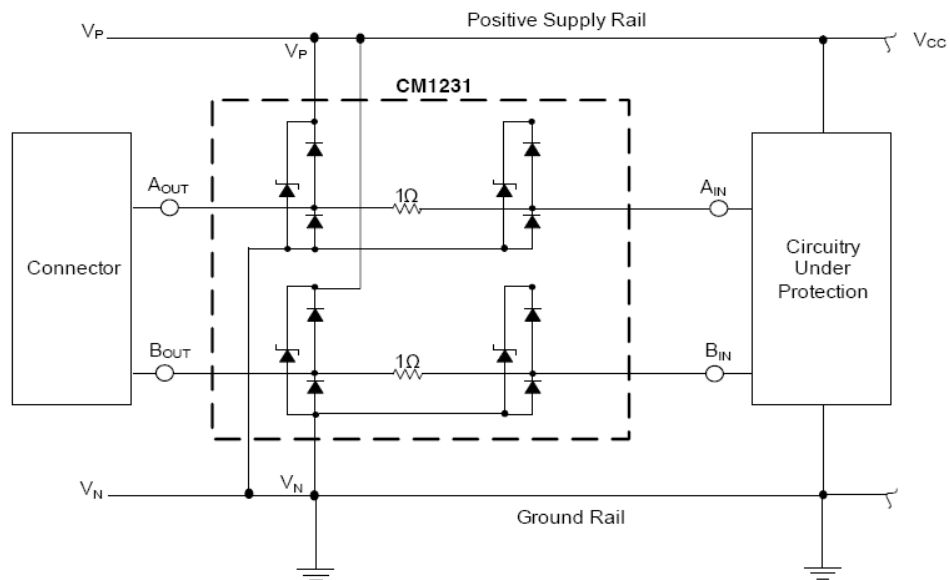 Positive Supply Rail
VP
VP
VCC
CM1231
AOUT
1Ω
AIN
Connector
Circuitry
Under
Protection
BOUT
1Ω
BIN
VN
VN
Ground Rail